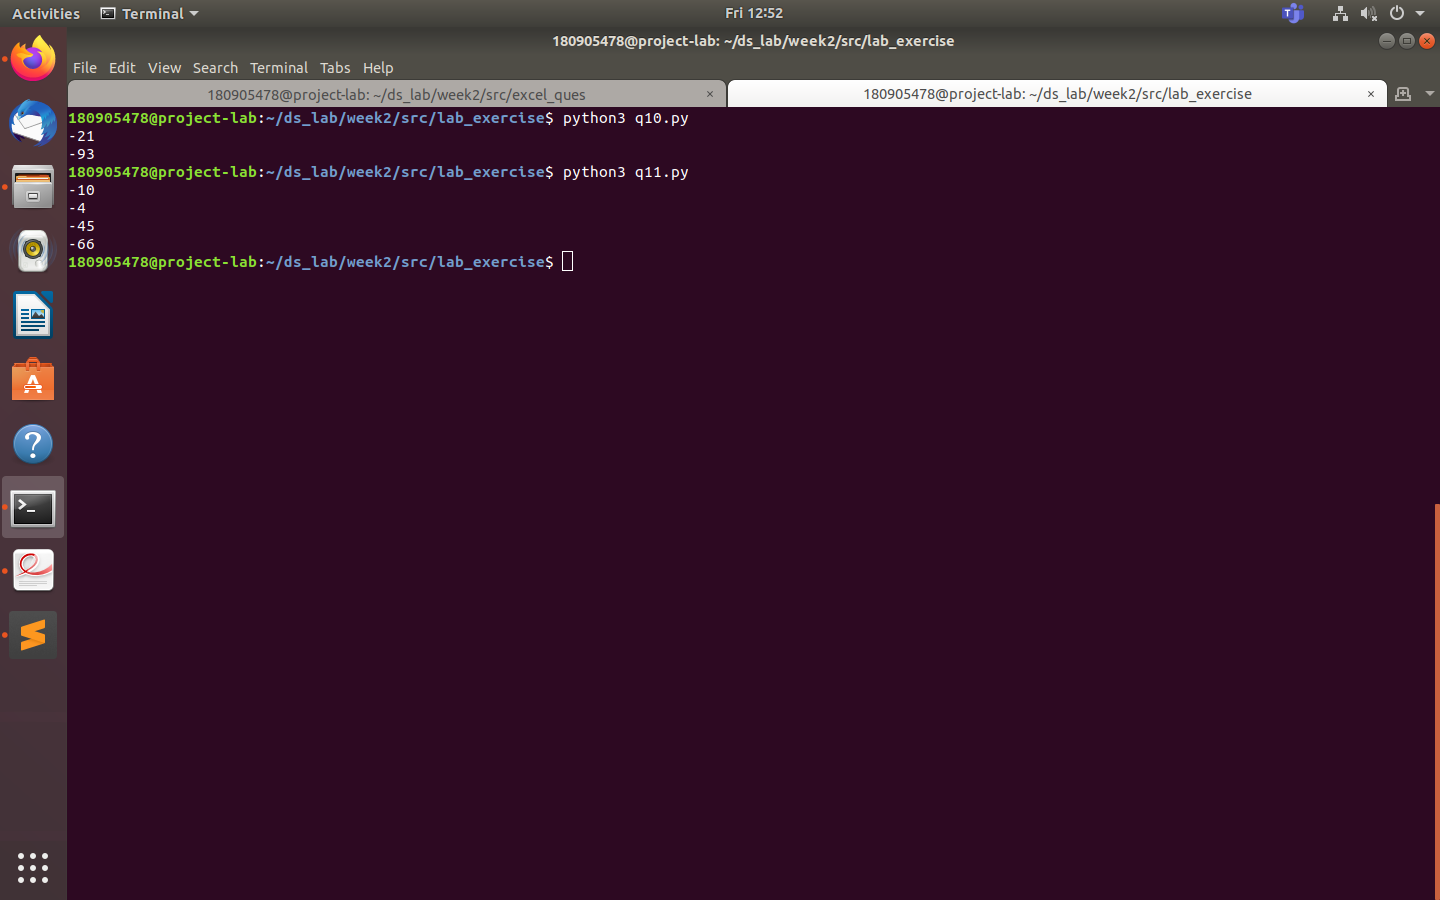 Activities Terminal Fri 12:52
180905478@project-lab: ~/ds_lab/week2/src/lab_exercise
File Edit View Search Terminal Tabs Help
180905478@project-lab: ~/ds_lab/week2/src/excel_ques × 180905478@project-lab: ~/ds_lab/week2/src/lab_exercise ×
180905478@project-lab:~/ds_lab/week2/src/lab_exercise$ python3 q10.py
-21
-93
180905478@project-lab:~/ds_lab/week2/src/lab_exercise$ python3 q11.py
-10
-4
-45
-66
180905478@project-lab:~/ds_lab/week2/src/lab_exercise$